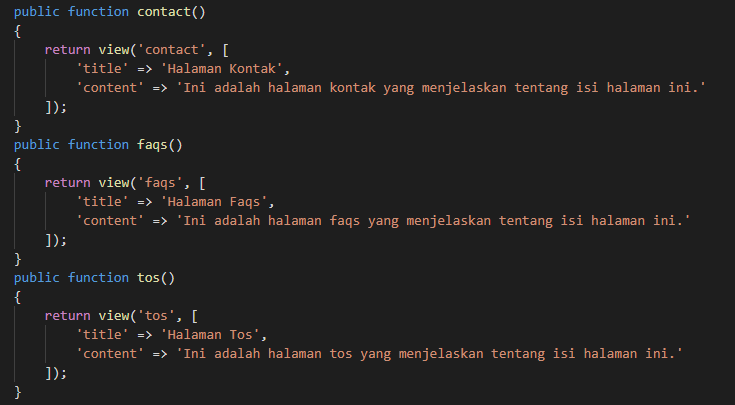 public function contact()
{
    return view('contact', [
        'title' => 'Halaman Kontak',
        'content' => 'Ini adalah halaman kontak yang menjelaskan tentang isi halaman ini.'
    ]);
}
public function faqs()
{
    return view('faqs', [
        'title' => 'Halaman Faqs',
        'content' => 'Ini adalah halaman faqs yang menjelaskan tentang isi halaman ini.'
    ]);
}
public function tos()
{
    return view('tos', [
        'title' => 'Halaman Tos',
        'content' => 'Ini adalah halaman tos yang menjelaskan tentang isi halaman ini.'
    ]);
}